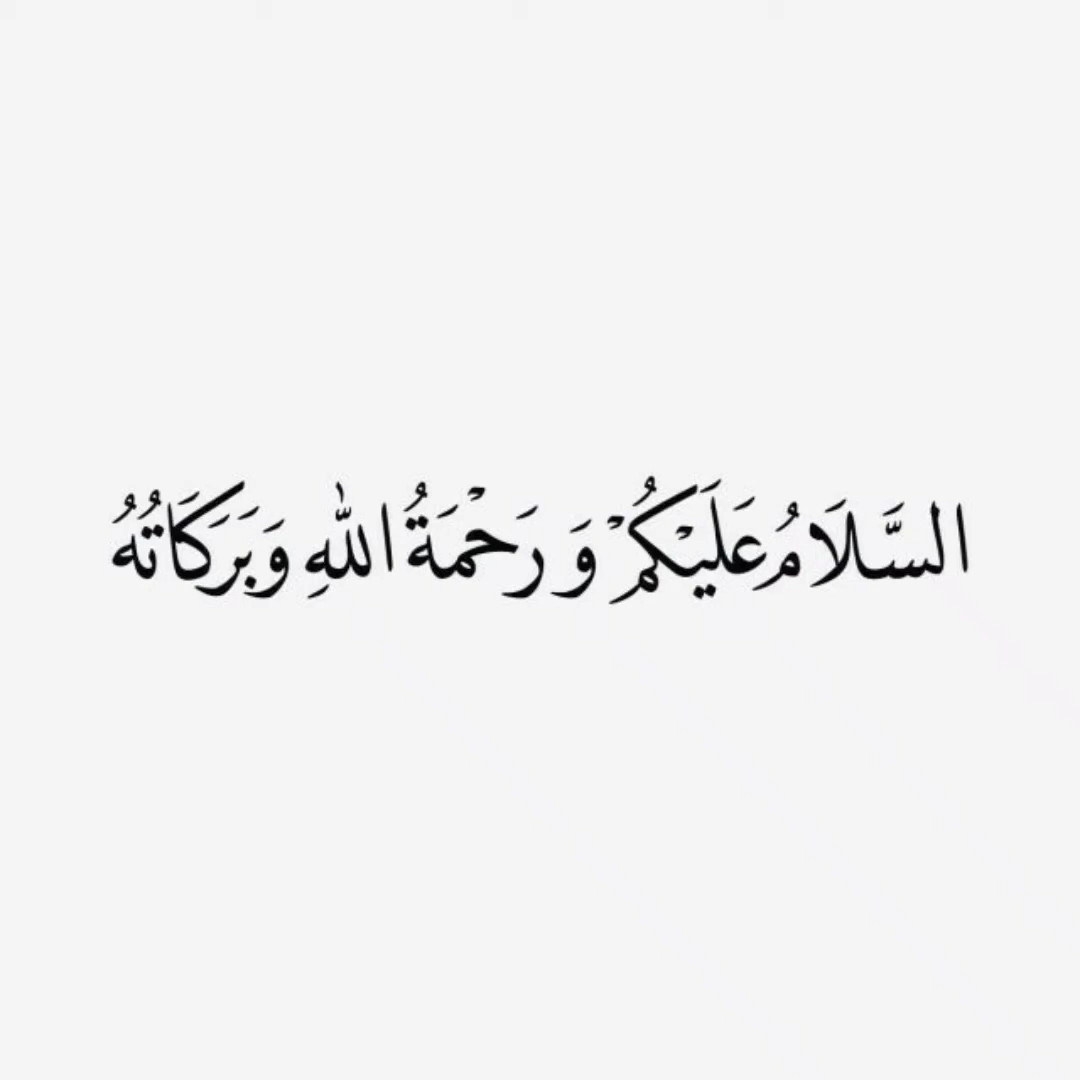 السَّلَامُ عَلَيْكُمْ وَ رَحْمَةُ اللهِ وَبَرَكَاتُهُ